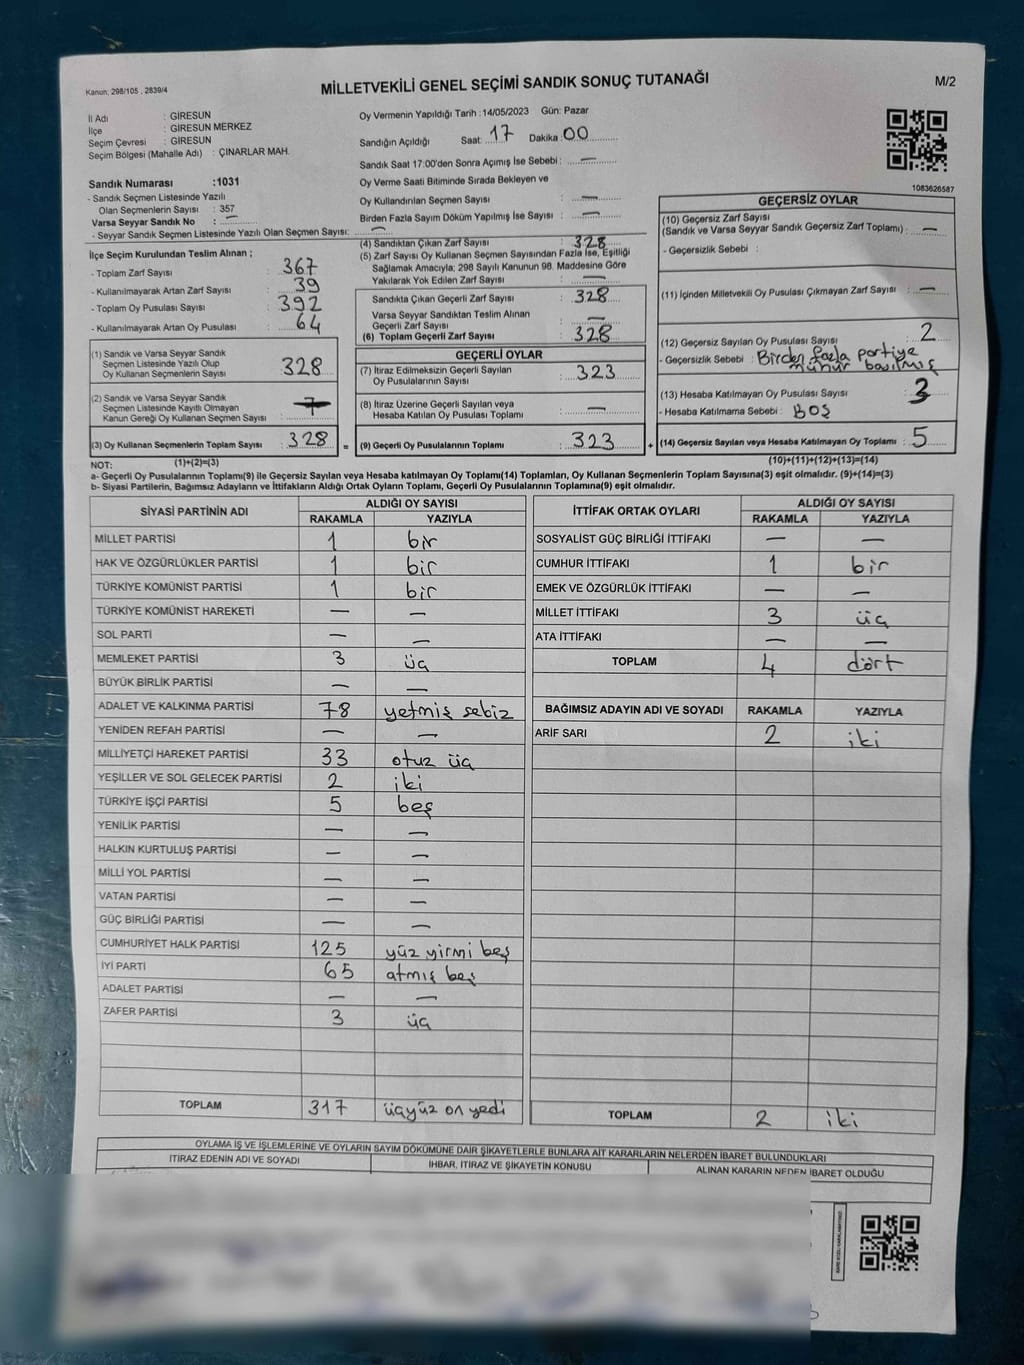 MİLLETVEKİLİ GENEL SEÇİMİ SANDIK SONUÇ TUTANAĞI
Kanun; 298/105 , 2839/4
M/2
İl Adı : GİRESUN
İlçe : GİRESUN MERKEZ
Seçim Çevresi : GİRESUN
Seçim Bölgesi (Mahalle Adı) : ÇINARLAR MAH.
Sandık Numarası :1031
- Sandık Seçmen Listesinde Yazılı
Olan Seçmenlerin Sayısı : 357
Varsa Seyyar Sandık No : —
- Seyyar Sandık Seçmen Listesinde Yazılı Olan Seçmen Sayısı: —
İlçe Seçim Kurulundan Teslim Alınan ;
- Toplam Zarf Sayısı : 367
- Kullanılmayarak Artan Zarf Sayısı : 39
- Toplam Oy Pusulası Sayısı : 392
- Kullanılmayarak Artan Oy Pusulası : 64
(1) Sandık ve Varsa Seyyar Sandık
Seçmen Listesinde Yazılı Olup
Oy Kullanan Seçmenlerin Sayısı : 328
(2) Sandık ve Varsa Seyyar Sandık
Seçmen Listesinde Kayıtlı Olmayan
Kanun Gereği Oy Kullanan Seçmen Sayısı :
(3) Oy Kullanan Seçmenlerin Toplam Sayısı : 328 =
(1)+(2)=(3)
Oy Vermenin Yapıldığı Tarih : 14/05/2023 Gün: Pazar
Sandığın Açıldığı Saat: 17 Dakika 00
Sandık Saat 17:00'den Sonra Açımış İse Sebebi : —
Oy Verme Saati Bitiminde Sırada Bekleyen ve
Oy Kullandırılan Seçmen Sayısı : —
Birden Fazla Sayım Döküm Yapılmış İse Sayısı : —
(4) Sandıktan Çıkan Zarf Sayısı : 328
(5) Zarf Sayısı Oy Kullanan Seçmen Sayısından Fazla İse, Eşitliği
Sağlamak Amacıyla; 298 Sayılı Kanunun 98. Maddesine Göre
Yakılarak Yok Edilen Zarf Sayısı : —
Sandıkta Çıkan Geçerli Zarf Sayısı : 328
Varsa Seyyar Sandıktan Teslim Alınan
Geçerli Zarf Sayısı : —
(6) Toplam Geçerli Zarf Sayısı : 328
GEÇERLİ OYLAR
(7) İtiraz Edilmeksizin Geçerli Sayılan
Oy Pusulalarının Sayısı : 323
(8) İtiraz Üzerine Geçerli Sayılan veya
Hesaba Katılan Oy Pusulası Toplamı : —
(9) Geçerli Oy Pusulalarının Toplamı : 323 +
1083626587
GEÇERSİZ OYLAR
(10) Geçersiz Zarf Sayısı
(Sandık ve Varsa Seyyar Sandık Geçersiz Zarf Toplamı) : —
- Geçersizlik Sebebi :
(11) İçinden Milletvekili Oy Pusulası Çıkmayan Zarf Sayısı : —
(12) Geçersiz Sayılan Oy Pusulası Sayısı : 2
- Geçersizlik Sebebi : Birden fazla partiye
mühür basılmış
(13) Hesaba Katılmayan Oy Pusulası Sayısı : 3
- Hesaba Katılmama Sebebi : BOŞ
(14) Geçersiz Sayılan veya Hesaba Katılmayan Oy Toplamı : 5
(10)+(11)+(12)+(13)=(14)
NOT:
a- Geçerli Oy Pusulalarının Toplamı(9) ile Geçersiz Sayılan veya Hesaba katılmayan Oy Toplamı(14) Toplamları, Oy Kullanan Seçmenlerin Toplam Sayısına(3) eşit olmalıdır. (9)+(14)=(3)
b- Siyasi Partilerin, Bağımsız Adayların ve İttifakların Aldığı Ortak Oyların Toplamı, Geçerli Oy Pusulalarının Toplamına(9) eşit olmalıdır.
SİYASİ PARTİNİN ADI ALDIĞI OY SAYISI
RAKAMLA YAZIYLA
MİLLET PARTİSİ 1 bir
HAK VE ÖZGÜRLÜKLER PARTİSİ 1 bir
TÜRKİYE KOMÜNİST PARTİSİ 1 bir
TÜRKİYE KOMÜNİST HAREKETİ — —
SOL PARTİ — —
MEMLEKET PARTİSİ 3 üç
BÜYÜK BİRLİK PARTİSİ — —
ADALET VE KALKINMA PARTİSİ 78 yetmiş sekiz
YENİDEN REFAH PARTİSİ — —
MİLLİYETÇİ HAREKET PARTİSİ 33 otuz üç
YEŞİLLER VE SOL GELECEK PARTİSİ 2 iki
TÜRKİYE İŞÇİ PARTİSİ 5 beş
YENİLİK PARTİSİ — —
HALKIN KURTULUŞ PARTİSİ — —
MİLLİ YOL PARTİSİ — —
VATAN PARTİSİ — —
GÜÇ BİRLİĞİ PARTİSİ — —
CUMHURİYET HALK PARTİSİ 125 yüz yirmi beş
İYİ PARTİ 65 atmış beş
ADALET PARTİSİ — —
ZAFER PARTİSİ 3 üç
TOPLAM 317 üçyüz on yedi
İTTİFAK ORTAK OYLARI ALDIĞI OY SAYISI
RAKAMLA YAZIYLA
SOSYALİST GÜÇ BİRLİĞİ İTTİFAKI — —
CUMHUR İTTİFAKI 1 bir
EMEK VE ÖZGÜRLÜK İTTİFAKI — —
MİLLET İTTİFAKI 3 üç
ATA İTTİFAKI — —
TOPLAM 4 dört
BAĞIMSIZ ADAYIN ADI VE SOYADI RAKAMLA YAZIYLA
ARİF SARI 2 iki
TOPLAM 2 iki
OYLAMA İŞ VE İŞLEMLERİNE VE OYLARIN SAYIM DÖKÜMÜNE DAİR ŞİKAYETLERLE BUNLARA AİT KARARLARIN NELERDEN İBARET BULUNDUKLARI
İTİRAZ EDENİN ADI VE SOYADI İHBAR, İTİRAZ VE ŞİKAYETİN KONUSU ALINAN KARARIN NEDEN İBARET OLDUĞU